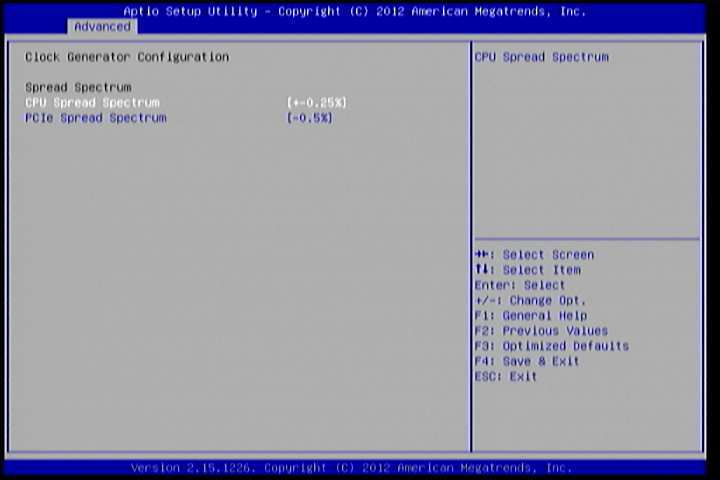 Aptio Setup Utility - Copyright (C) 2012 American Megatrends, Inc.
Advanced
Clock Generator Configuration
Spread Spectrum
CPU Spread Spectrum [+-0.25%]
PCIe Spread Spectrum [-0.5%]
CPU Spread Spectrum
→←: Select Screen
↑↓: Select Item
Enter: Select
+/-: Change Opt.
F1: General Help
F2: Previous Values
F3: Optimized Defaults
F4: Save & Exit
ESC: Exit
Version 2.15.1226. Copyright (C) 2012 American Megatrends, Inc.